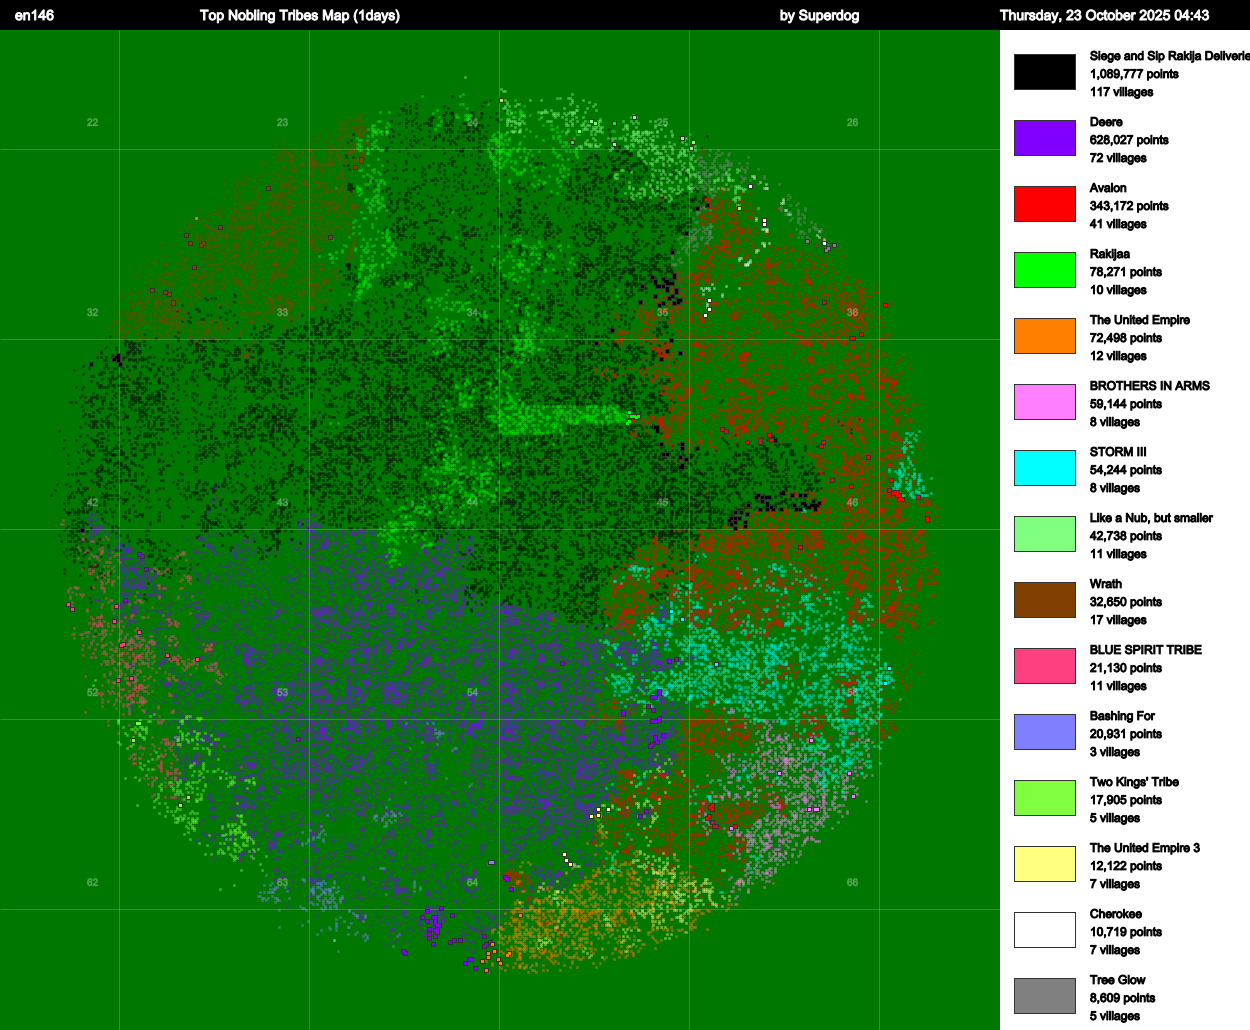 en146 Top Nobling Tribes Map (1days) by Superdog Thursday, 23 October 2025 04:43
Siege and Sip Rakija Deliverie
1,089,777 points
117 villages
Deere
628,027 points
72 villages
Avalon
343,172 points
41 villages
Rakijaa
78,271 points
10 villages
The United Empire
72,498 points
12 villages
BROTHERS IN ARMS
59,144 points
8 villages
STORM III
54,244 points
8 villages
Like a Nub, but smaller
42,738 points
11 villages
Wrath
32,650 points
17 villages
BLUE SPIRIT TRIBE
21,130 points
11 villages
Bashing For
20,931 points
3 villages
Two Kings' Tribe
17,905 points
5 villages
The United Empire 3
12,122 points
7 villages
Cherokee
10,719 points
7 villages
Tree Glow
8,609 points
5 villages
22 23 24 25 26
32 33 34 35 36
42 43 44 45 46
52 53 54 56
62 63 64 66